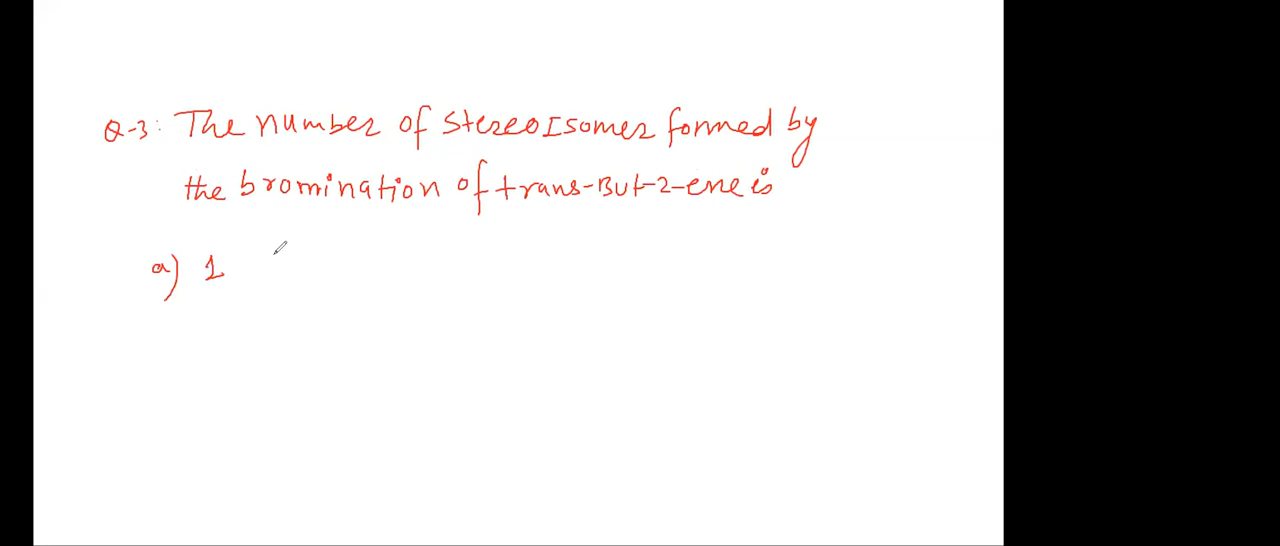 Q-3: The number of StereoIsomer formed by
the bromination of trans-But-2-ene is
a) 1